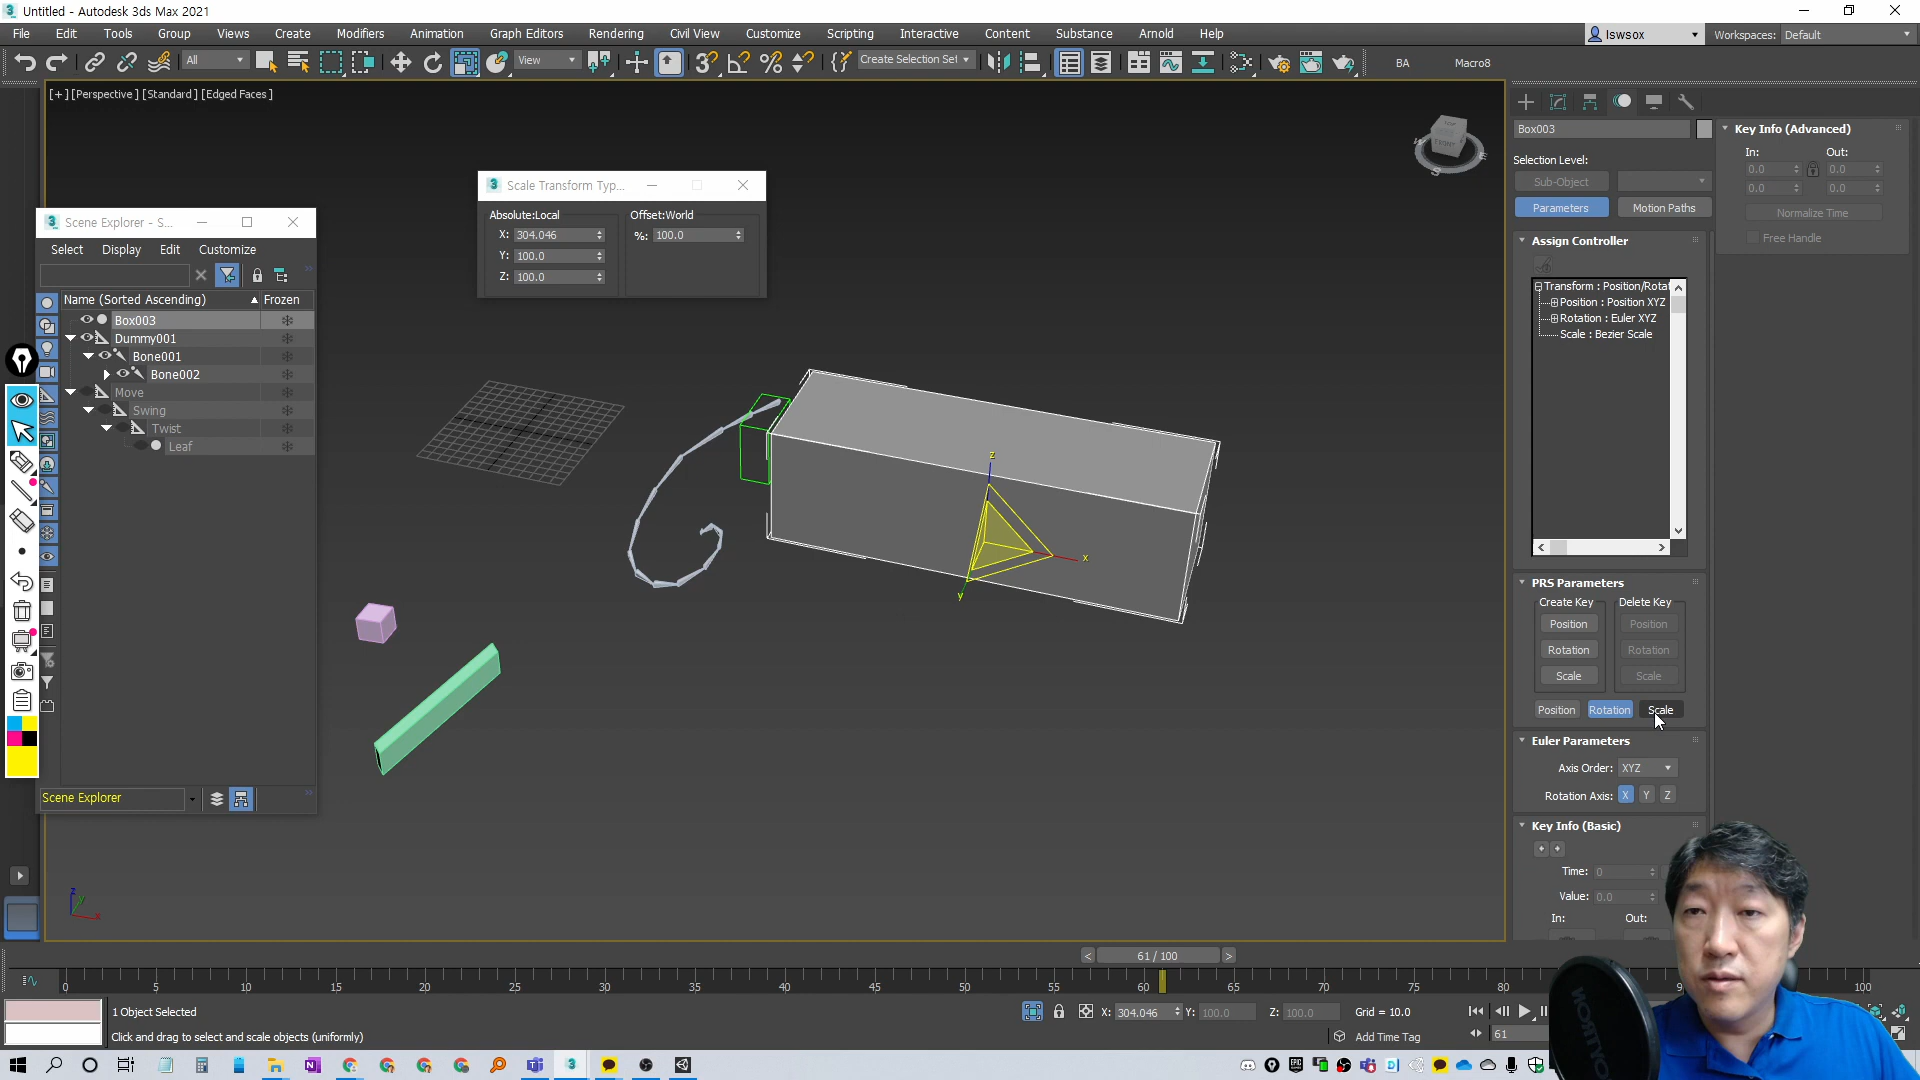 Untitled - Autodesk 3ds Max 2021
File Edit Tools Group Views Create Modifiers Animation Graph Editors Rendering Civil View Customize Scripting Interactive Content Substance Arnold Help
lswsox Workspaces: Default
All View Create Selection Set BA Macro8
[+] [Perspective] [Standard] [Edged Faces]
Scale Transform Typ...
Absolute:Local Offset:World
X: 304.046 %: 100.0
Y: 100.0
Z: 100.0
Scene Explorer - S...
Select Display Edit Customize
Name (Sorted Ascending) Frozen
Box003
Dummy001
Bone001
Bone002
Move
Swing
Twist
Leaf
Scene Explorer
z
x
y
z
y
x
Box003
Selection Level:
Sub-Object
Parameters Motion Paths
Assign Controller
Transform : Position/Rotat
Position : Position XYZ
Rotation : Euler XYZ
Scale : Bezier Scale
PRS Parameters
Create Key Delete Key
Position Position
Rotation Rotation
Scale Scale
Position Rotation Scale
Euler Parameters
Axis Order: XYZ
Rotation Axis: X Y Z
Key Info (Basic)
Time: 0
Value: 0.0
In: Out:
Key Info (Advanced)
In: Out:
0.0 0.0
0.0 0.0
Normalize Time
Free Handle
< 61 / 100 >
0 5 10 15 20 25 30 35 40 45 50 55 60 65 70 75 80 100
1 Object Selected X: 304.046 Y: 100.0 Z: 100.0 Grid = 10.0
Click and drag to select and scale objects (uniformly) Add Time Tag 61